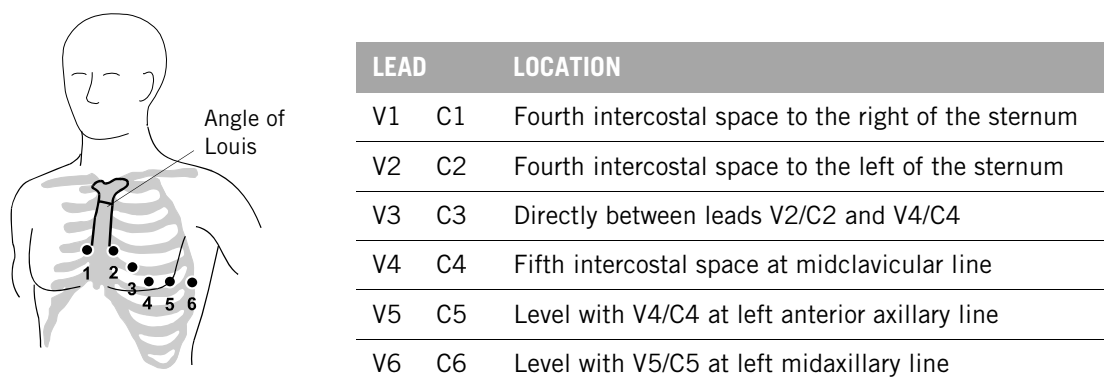 Angle of
Louis
1 2
3
4 5 6
LEAD LOCATION
V1 C1 Fourth intercostal space to the right of the sternum
V2 C2 Fourth intercostal space to the left of the sternum
V3 C3 Directly between leads V2/C2 and V4/C4
V4 C4 Fifth intercostal space at midclavicular line
V5 C5 Level with V4/C4 at left anterior axillary line
V6 C6 Level with V5/C5 at left midaxillary line